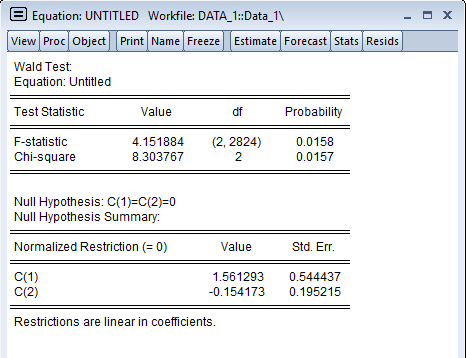 Equation: UNTITLED Workfile: DATA_1::Data_1\
View Proc Object Print Name Freeze Estimate Forecast Stats Resids
Wald Test:
Equation: Untitled
Test Statistic Value df Probability
F-statistic 4.151884 (2, 2824) 0.0158
Chi-square 8.303767 2 0.0157
Null Hypothesis: C(1)=C(2)=0
Null Hypothesis Summary:
Normalized Restriction (= 0) Value Std. Err.
C(1) 1.561293 0.544437
C(2) -0.154173 0.195215
Restrictions are linear in coefficients.